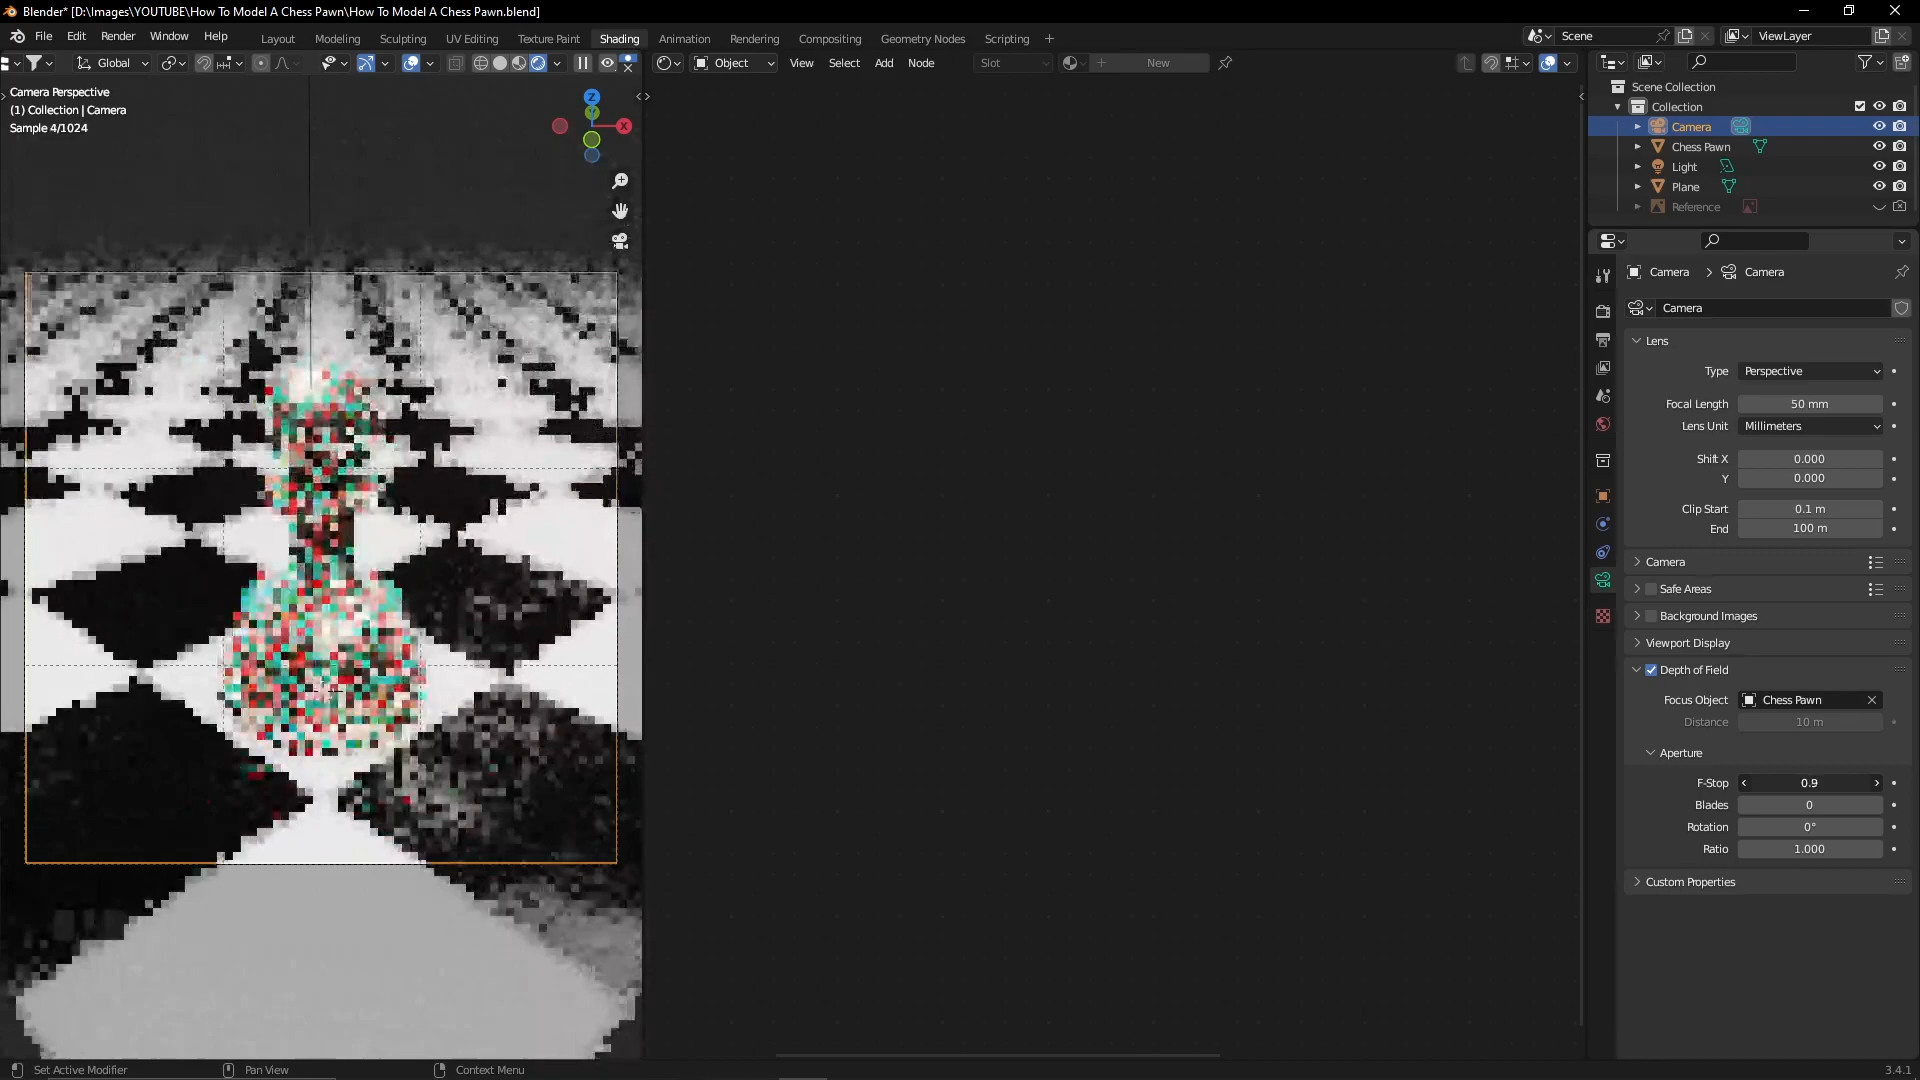 Blender* [D:\Images\YOUTUBE\How To Model A Chess Pawn\How To Model A Chess Pawn.blend]
File Edit Render Window Help Layout Modeling Sculpting UV Editing Texture Paint Shading Animation Rendering Compositing Geometry Nodes Scripting + Scene ViewLayer
Global Object View Select Add Node Slot New
Camera Perspective
(1) Collection | Camera
Sample 4/1024
Z
X
Scene Collection
Collection
Camera
Chess Pawn
Light
Plane
Reference
Camera > Camera
Camera
Lens
Type Perspective
Focal Length 50 mm
Lens Unit Millimeters
Shift X 0.000
Y 0.000
Clip Start 0.1 m
End 100 m
Camera
Safe Areas
Background Images
Viewport Display
Depth of Field
Focus Object Chess Pawn
Distance 10 m
Aperture
F-Stop 0.9
Blades 0
Rotation 0°
Ratio 1.000
Custom Properties
Set Active Modifier Pan View Context Menu 3.4.1